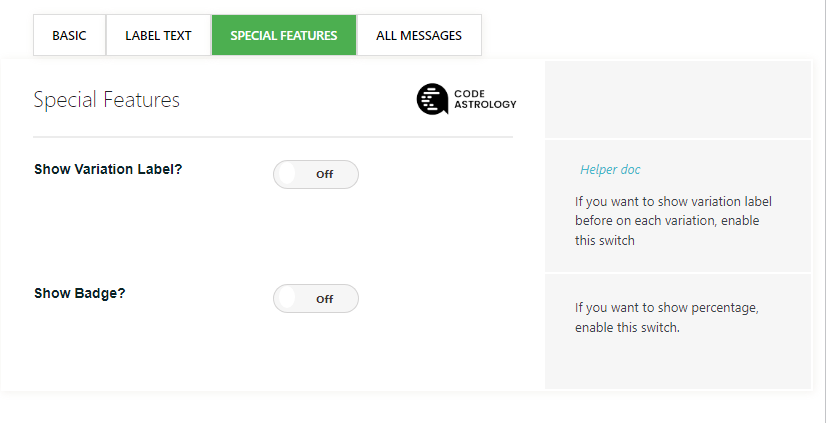 BASIC
LABEL TEXT
SPECIAL FEATURES
ALL MESSAGES
Special Features
CODE
ASTROLOGY
Show Variation Label?
Off
Helper doc
If you want to show variation label
before on each variation, enable
this switch
Show Badge?
Off
If you want to show percentage,
enable this switch.